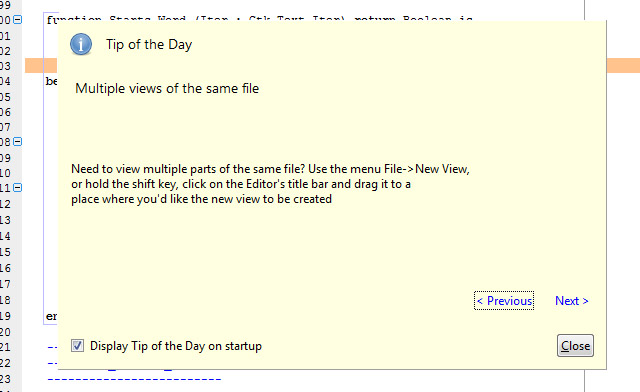 99
00 function Starts_Word (Iter : Gtk_Text_Iter) return Boolean is
01
02
Tip of the Day
03
04 be
Multiple views of the same file
05
06
07
08
09
10
Need to view multiple parts of the same file? Use the menu File->New View,
11
or hold the shift key, click on the Editor's title bar and drag it to a
12
place where you'd like the new view to be created
13
14
15
16
17
18
< Previous Next >
19 en
20
21 --
Display Tip of the Day on startup Close
22 --
23 -------------------------
24